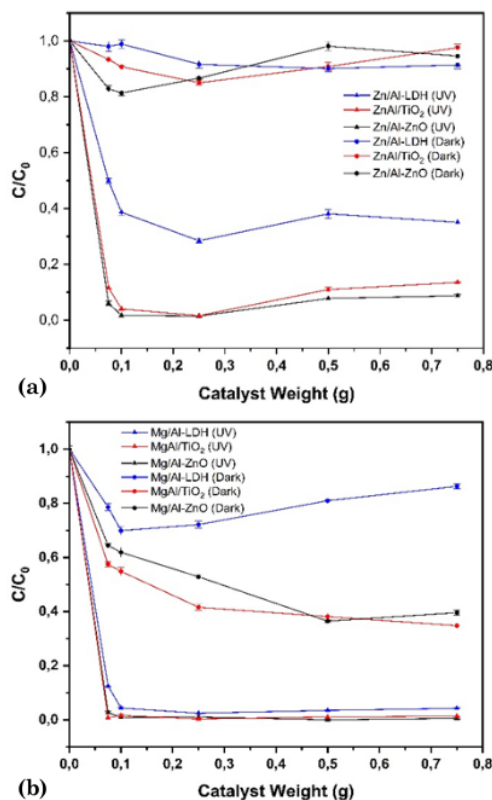 1,0
0,8
0,6
0,4
0,2
0,0
C/C₀
Zn/Al-LDH (UV)
ZnAl/TiO₂ (UV)
Zn/Al-ZnO (UV)
Zn/Al-LDH (Dark)
ZnAl/TiO₂ (Dark)
Zn/Al-ZnO (Dark)
0,0 0,1 0,2 0,3 0,4 0,5 0,6 0,7 0,8
(a)
Catalyst Weight (g)
Mg/Al-LDH (UV)
MgAl/TiO₂ (UV)
Mg/Al-ZnO (UV)
Mg/Al-LDH (Dark)
MgAl/TiO₂ (Dark)
Mg/Al-ZnO (Dark)
1,0
0,8
0,6
0,4
0,2
0,0
C/C₀
0,0 0,1 0,2 0,3 0,4 0,5 0,6 0,7 0,8
(b)
Catalyst Weight (g)